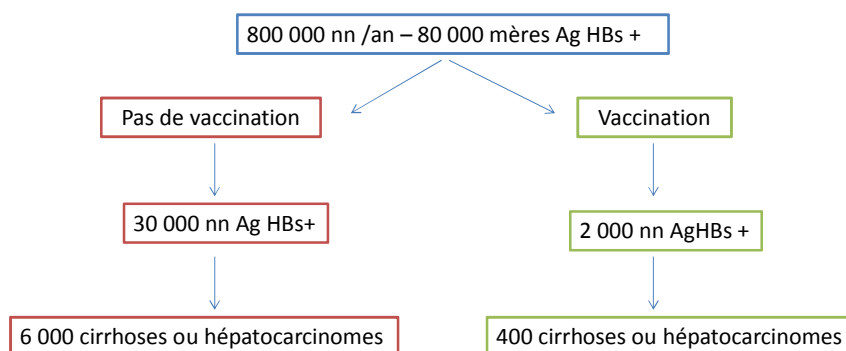 800 000 nn /an – 80 000 mères Ag HBs +
Pas de vaccination
Vaccination
30 000 nn Ag HBs+
2 000 nn AgHBs +
6 000 cirrhoses ou hépatocarcinomes
400 cirrhoses ou hépatocarcinomes